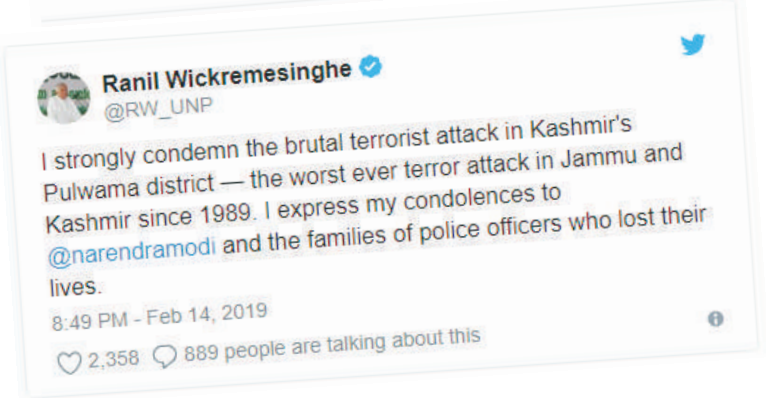 Ranil Wickremesinghe
@RW_UNP
I strongly condemn the brutal terrorist attack in Kashmir's
Pulwama district — the worst ever terror attack in Jammu and
Kashmir since 1989. I express my condolences to
@narendramodi and the families of police officers who lost their
lives.
8:49 PM - Feb 14, 2019
2,358 889 people are talking about this